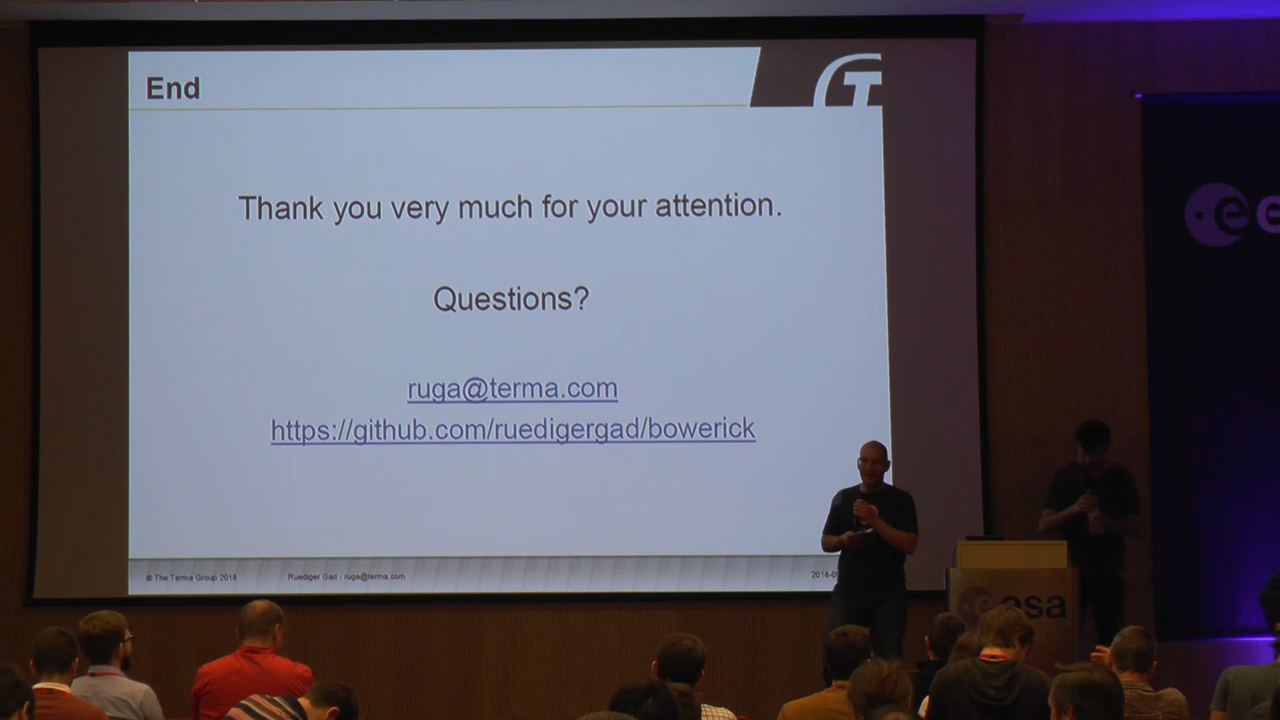 End
T
Thank you very much for your attention.
Questions?
ruga@terma.com
https://github.com/ruedigergad/bowerick
© The Terma Group 2018
Ruediger Gad - ruga@terma.com
esa